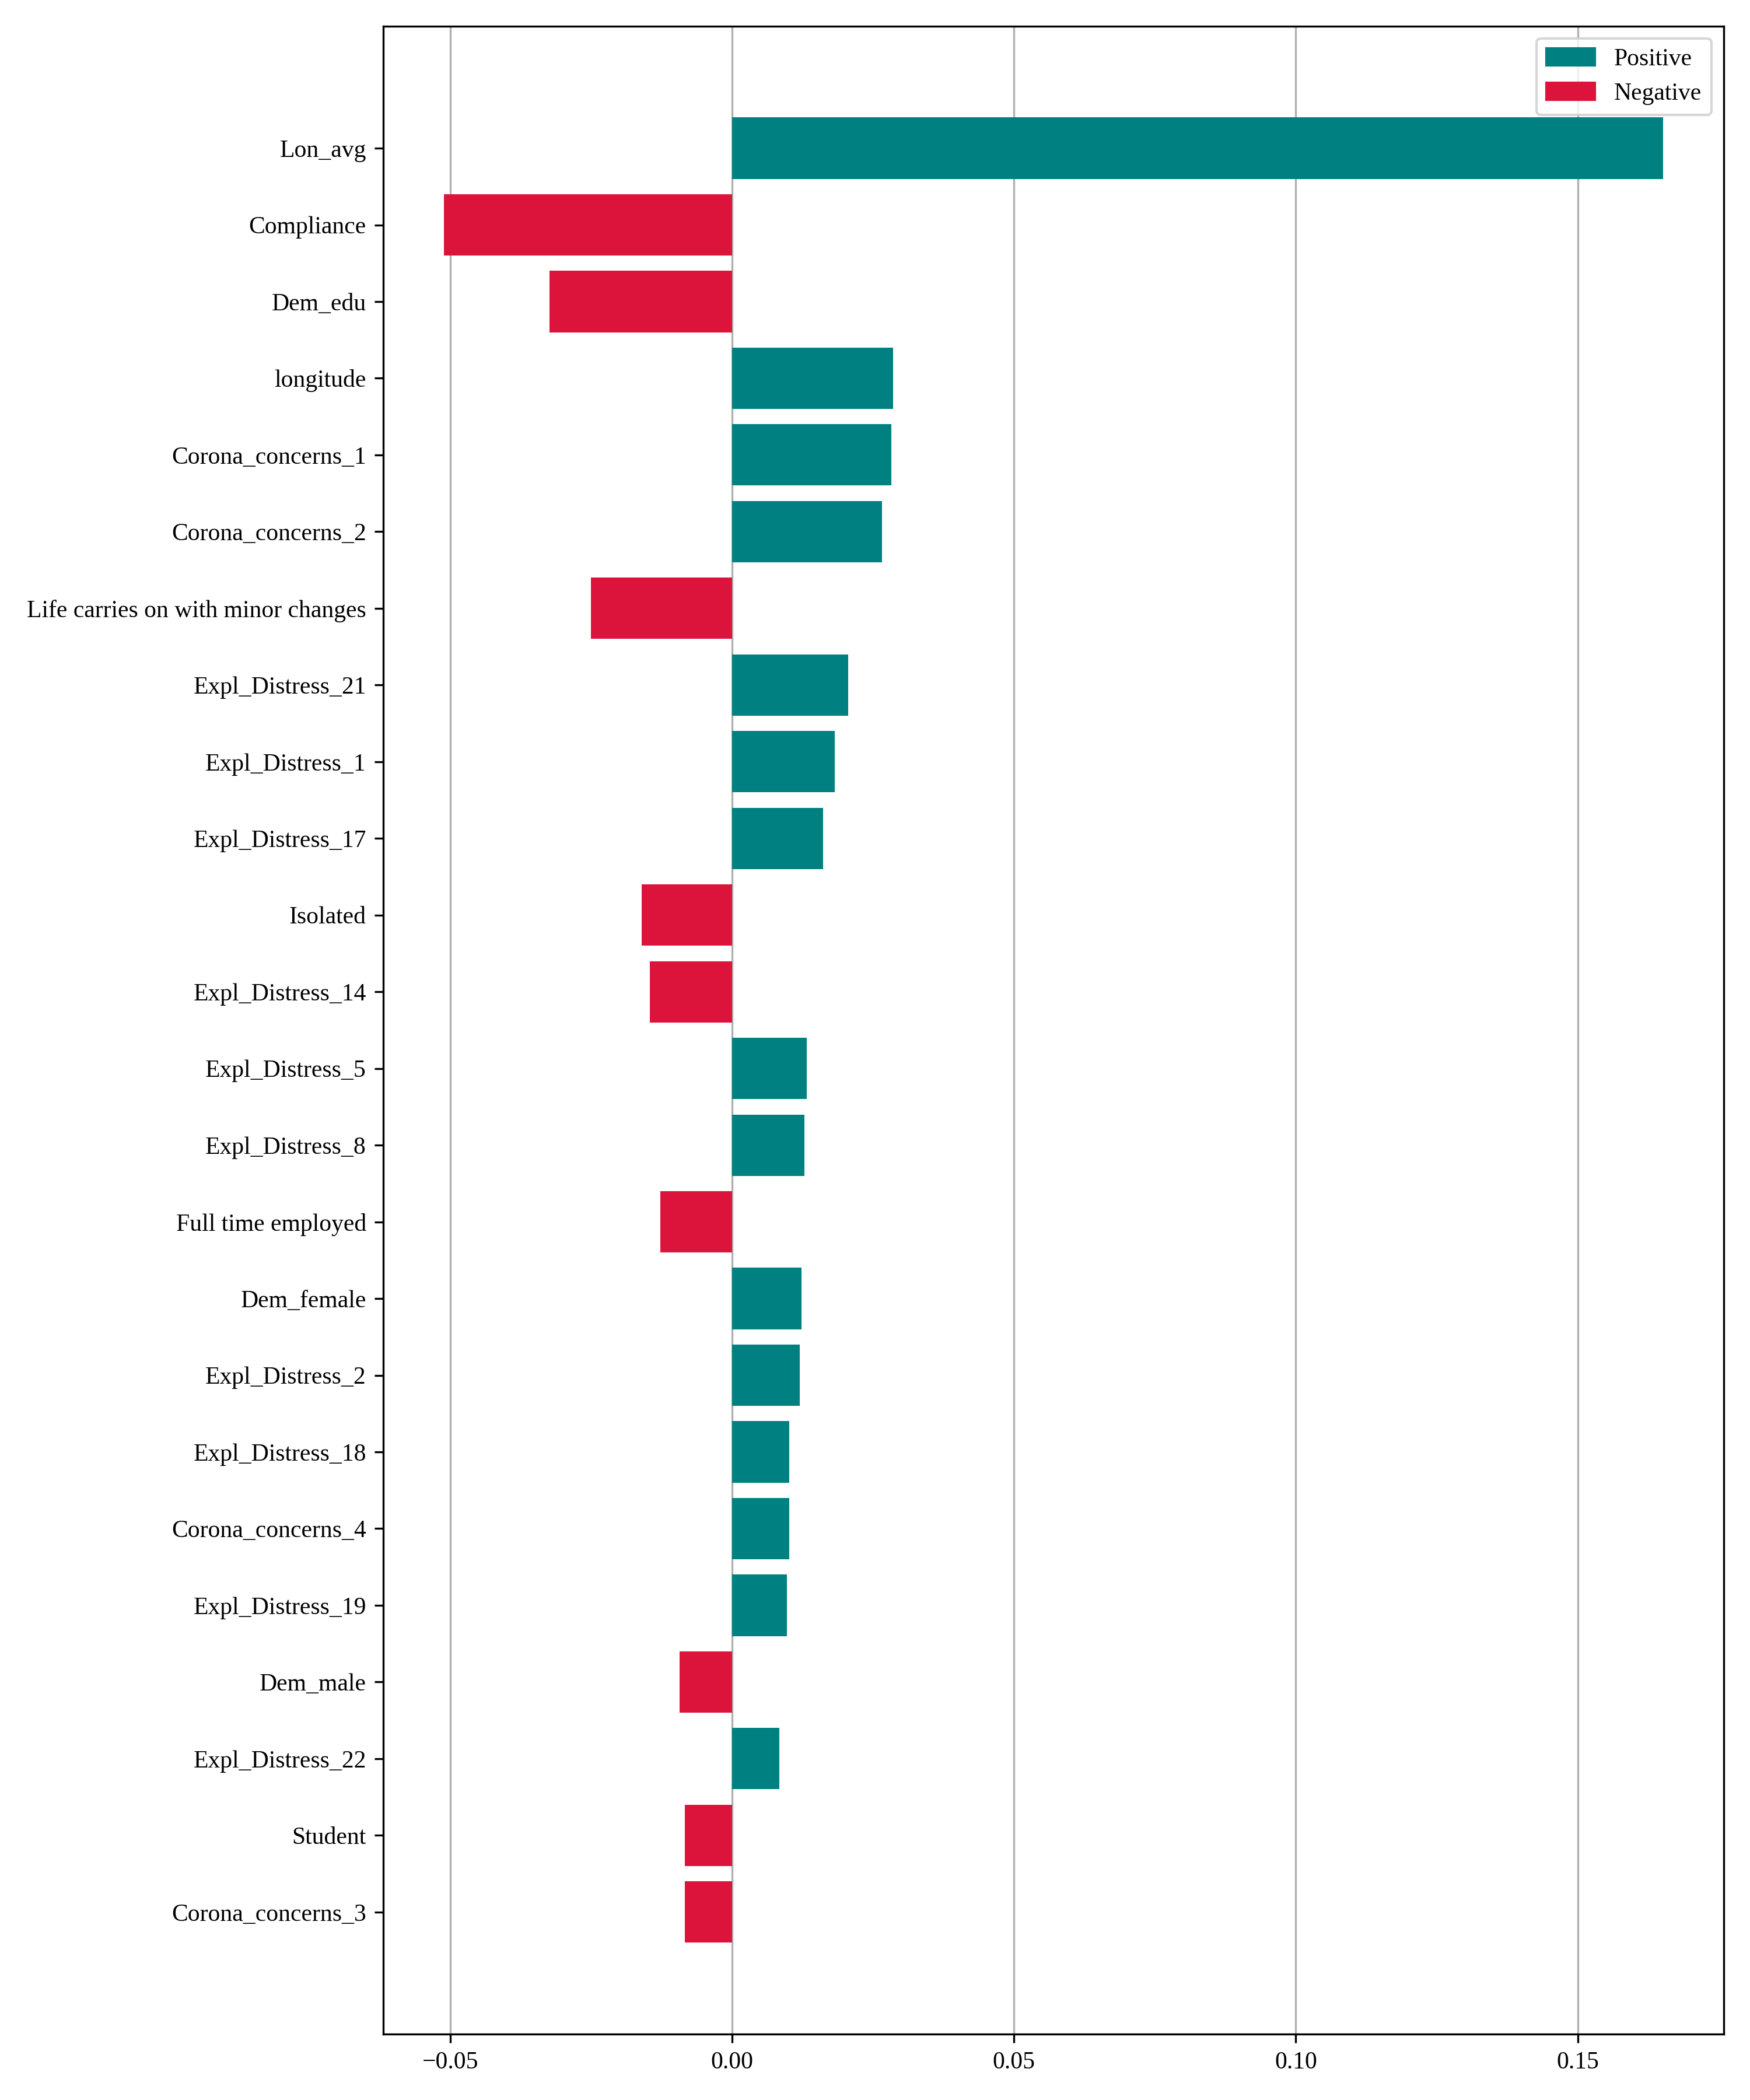 Positive
Negative
Lon_avg
Compliance
Dem_edu
longitude
Corona_concerns_1
Corona_concerns_2
Life carries on with minor changes
Expl_Distress_21
Expl_Distress_1
Expl_Distress_17
Isolated
Expl_Distress_14
Expl_Distress_5
Expl_Distress_8
Full time employed
Dem_female
Expl_Distress_2
Expl_Distress_18
Corona_concerns_4
Expl_Distress_19
Dem_male
Expl_Distress_22
Student
Corona_concerns_3
−0.05 0.00 0.05 0.10 0.15